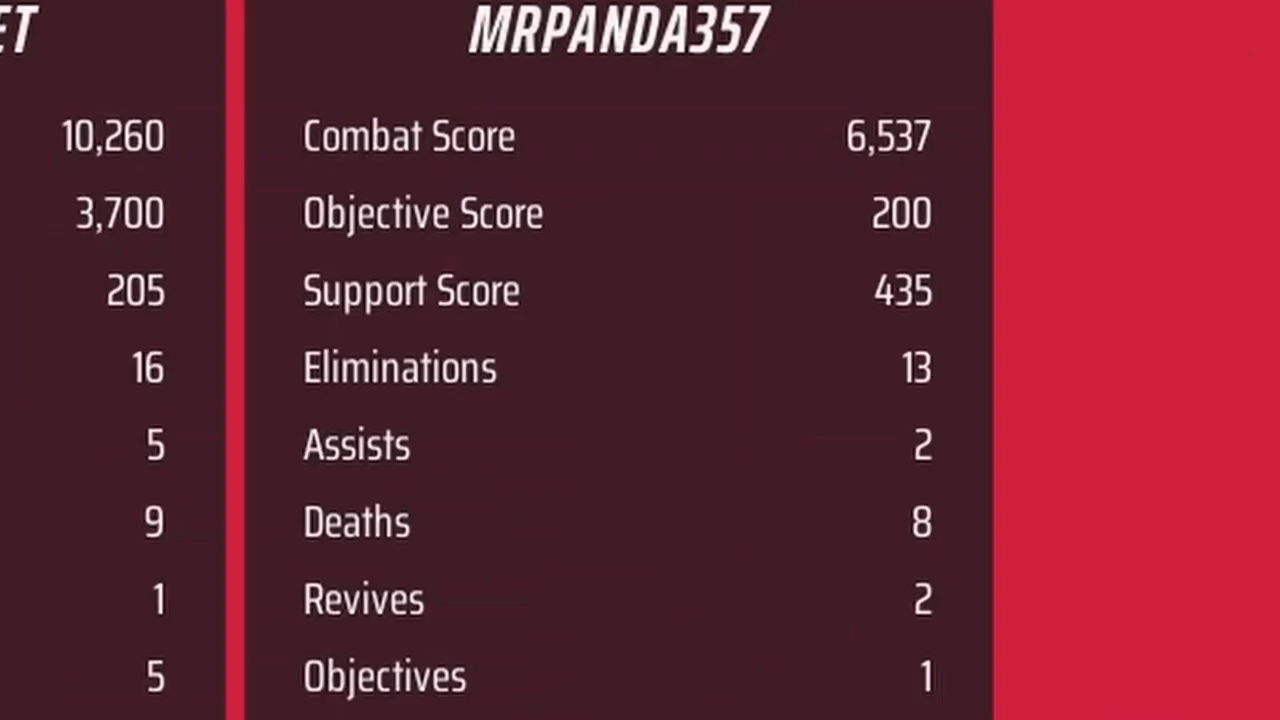 ET
10,260
3,700
205
16
5
9
1
5
MRPANDA357
Combat Score 6,537
Objective Score 200
Support Score 435
Eliminations 13
Assists 2
Deaths 8
Revives 2
Objectives 1